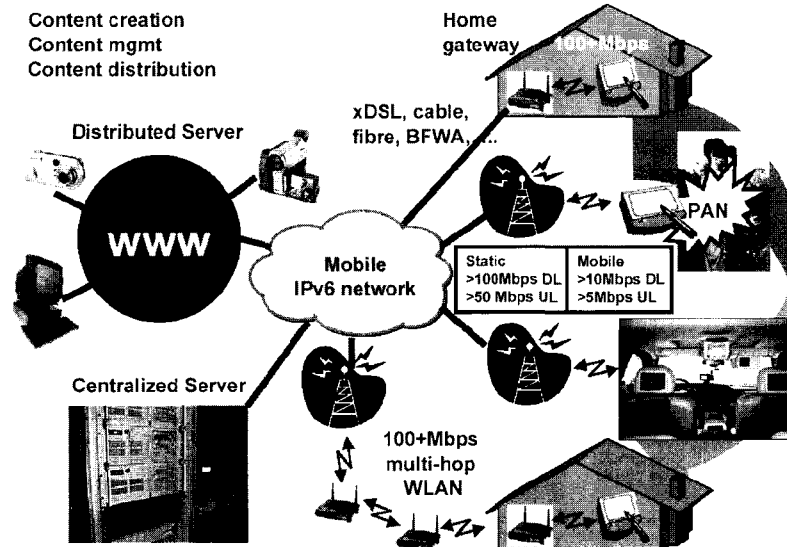 Content creation
Content mgmt
Content distribution
Home
gateway
100+Mbps
xDSL, cable,
fibre, BFWA, ...
Distributed Server
WWW
PAN
Mobile
IPv6 network
Static
>100Mbps DL
>50 Mbps UL
Mobile
>10Mbps DL
>5Mbps UL
Centralized Server
100+Mbps
multi-hop
WLAN